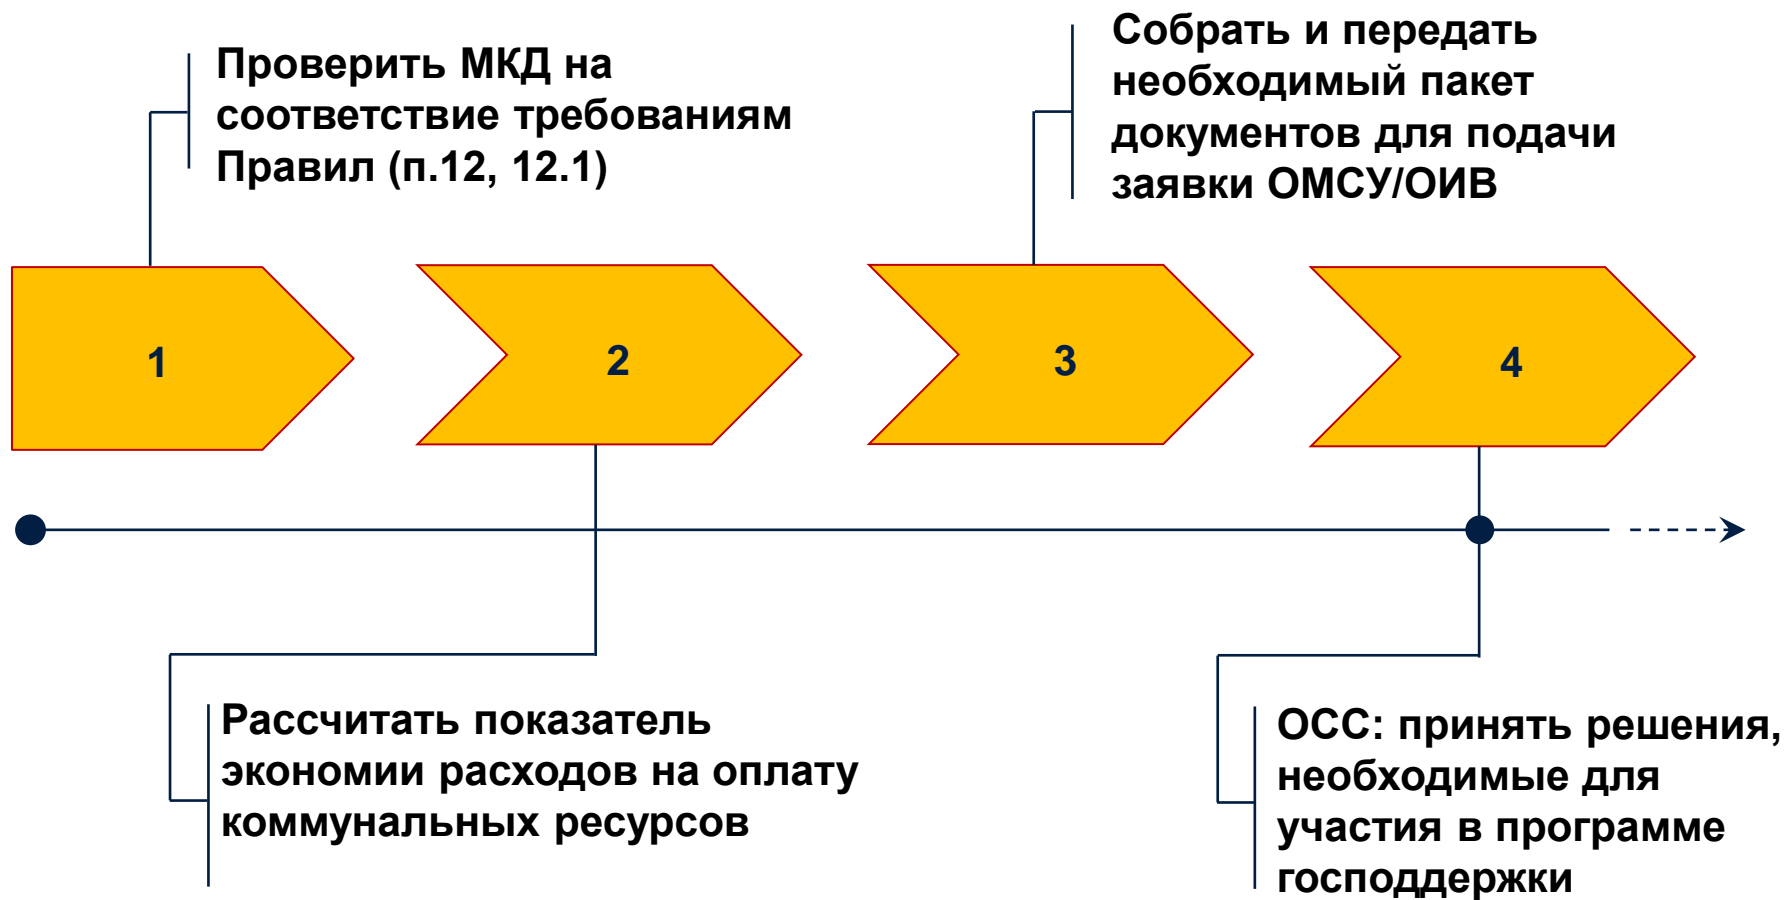 Проверить МКД на
соответствие требованиям
Правил (п.12, 12.1)
Собрать и передать
необходимый пакет
документов для подачи
заявки ОМСУ/ОИВ
1
2
3
4
Рассчитать показатель
экономии расходов на оплату
коммунальных ресурсов
ОСС: принять решения,
необходимые для
участия в программе
господдержки